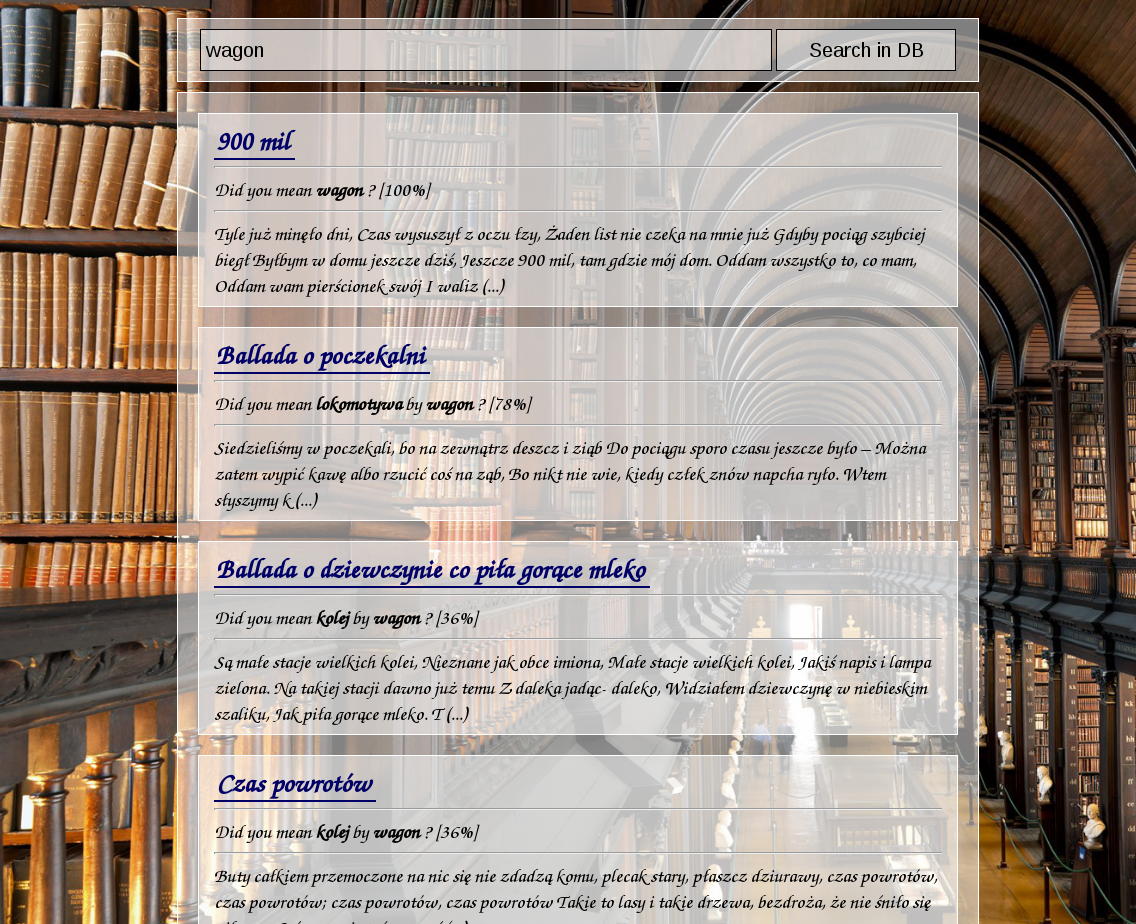 wagon
Search in DB
900 mil
Did you mean wagon ? [100%]
Tyle już minęło dni, Czas wysuszył z oczu łzy, Żaden list nie czeka na mnie już Gdyby pociąg szybciej
biegł Byłbym w domu jeszcze dziś, Jeszcze 900 mil, tam gdzie mój dom. Oddam wszystko to, co mam,
Oddam wam pierścionek swój I waliz (...)
Ballada o poczekalni
Did you mean lokomotywa by wagon ? [78%]
Siedzieliśmy w poczekali, bo na zewnątrz deszcz i ziąb Do pociągu sporo czasu jeszcze było – Można
zatem wypić kawę albo rzucić coś na ząb, Bo nikt nie wie, kiedy człek znów napcha ryło. Wtem
słyszymy k (...)
Ballada o dziewczynie co piła gorące mleko
Did you mean kolej by wagon ? [36%]
Są małe stacje wielkich kolei, Nieznane jak obce imiona, Małe stacje wielkich kolei, Jakiś napis i lampa
zielona. Na takiej stacji dawno już temu Z daleka jadąc- daleko, Widziałem dziewczynę w niebieskim
szaliku, Jak piła gorące mleko. T (...)
Czas powrotów
Did you mean kolej by wagon ? [36%]
Buty całkiem przemoczone na nic się nie zdadzą komu, plecak stary, płaszcz dziurawy, czas powrotów,
czas powrotów; czas powrotów, czas powrotów Takie to lasy i takie drzewa, bezdroża, że nie śniło się